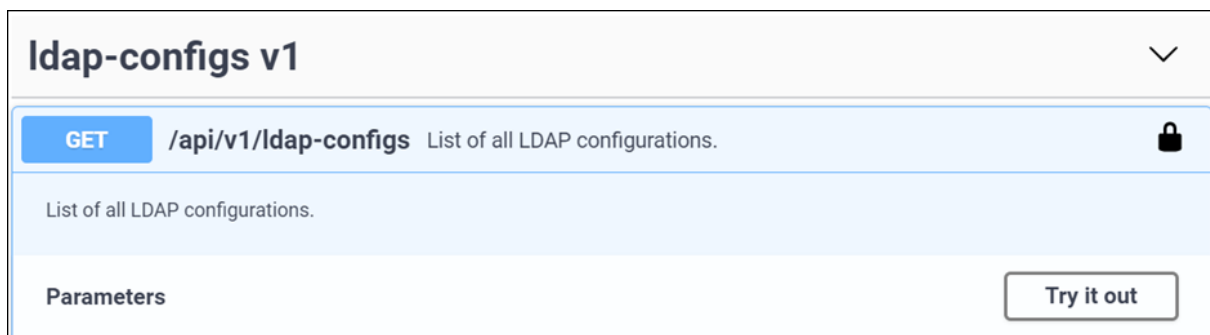 ldap-configs v1
GET /api/v1/ldap-configs List of all LDAP configurations.
List of all LDAP configurations.
Parameters Try it out